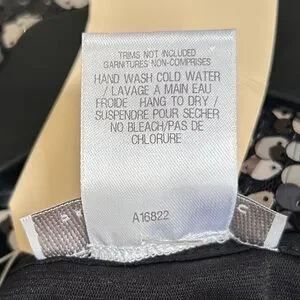 TRIMS NOT INCLUDED
GARNITURES NON-COMPRISES
HAND WASH COLD WATER
/ LAVAGE A MAIN EAU
FROIDE HANG TO DRY /
SUSPENDRE POUR SECHER
NO BLEACH/PAS DE
CHLORURE
A16822